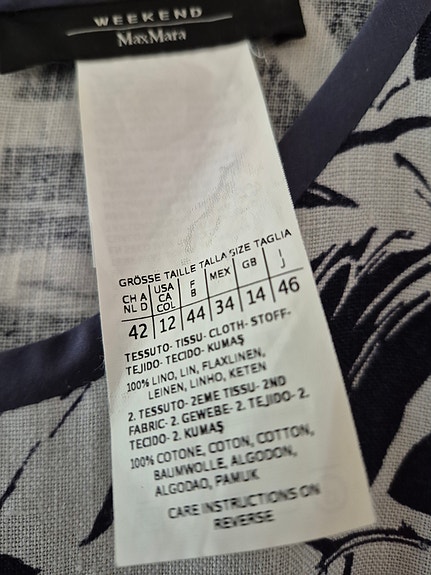 WEEKEND
MaxMara
GRÖSSE TAILLE TALLA SIZE TAGLIA
CH A NL D USA CA COL F B MEX GB I J
42 12 44 34 14 46
TESSUTO- TISSU- CLOTH- STOFF-
TEJIDO- TECIDO- KUMAŞ
100% LINO, LIN, FLAX,LINEN,
LEINEN, LINHO, KETEN
2. TESSUTO- 2EME TISSU- 2ND
FABRIC- 2. GEWEBE- 2. TEJIDO- 2.
TECIDO- 2. KUMAŞ
100% COTONE, COTON, COTTON,
BAUMWOLLE, ALGODON,
ALGODAO, PAMUK
CARE INSTRUCTIONS ON
REVERSE